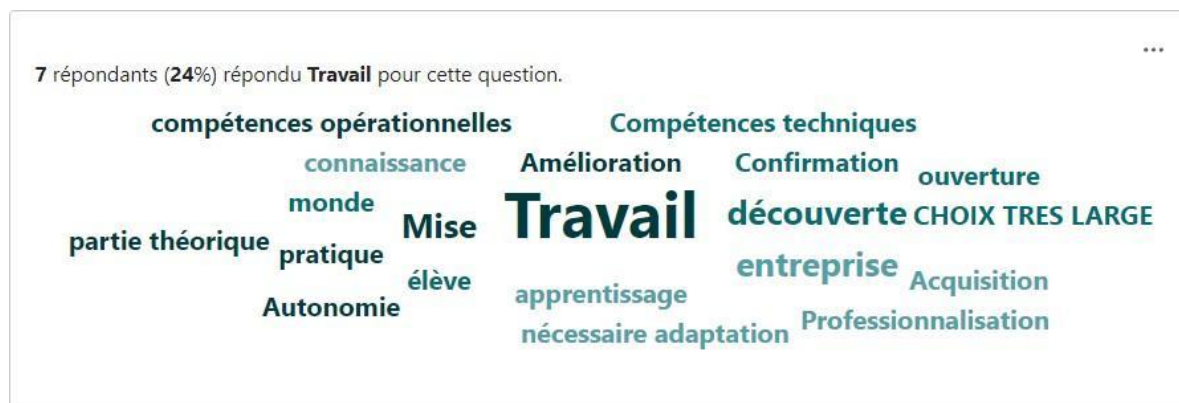 ...
7 répondants (24%) répondu Travail pour cette question.
compétences opérationnelles Compétences techniques
connaissance Amélioration Confirmation
ouverture
monde
Mise Travail découverte CHOIX TRES LARGE
partie théorique pratique
entreprise
élève Acquisition
apprentissage
Autonomie
nécessaire adaptation Professionnalisation